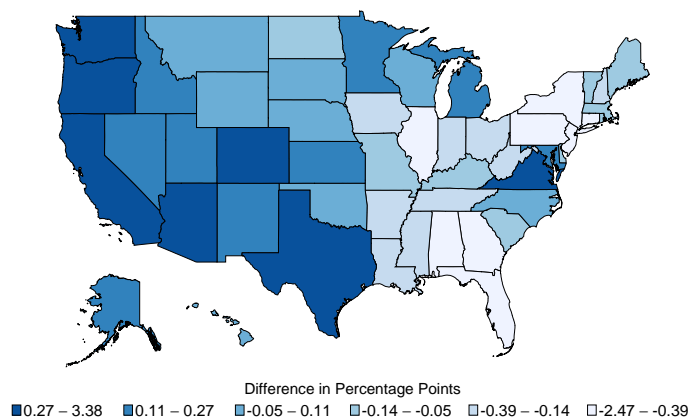 Difference in Percentage Points
0.27 − 3.38 0.11 − 0.27 -0.05 − 0.11 -0.14 − -0.05 -0.39 − -0.14 -2.47 − -0.39